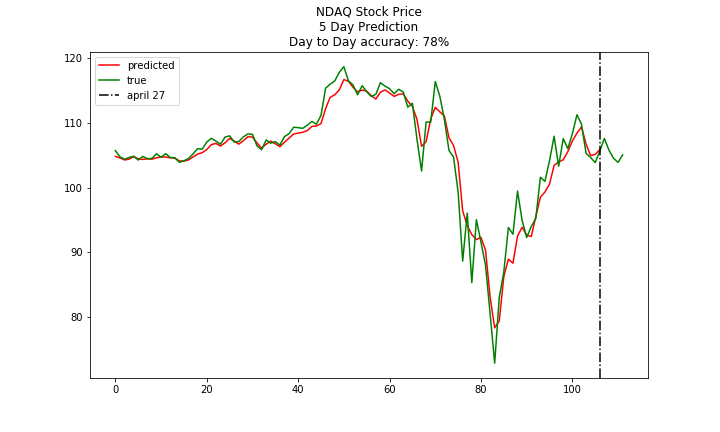 NDAQ Stock Price
5 Day Prediction
Day to Day accuracy: 78%
predicted
true
april 27
120
110
100
90
80
0
20
40
60
80
100